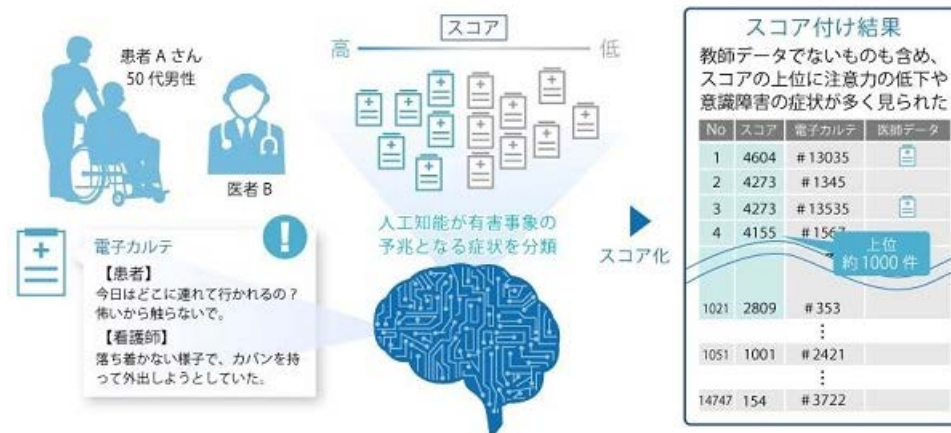 患者 A さん
50 代男性
医者 B
電子カルテ
!
【患者】
今日はどこに連れて行かれるの？
怖いから触らないで。
【看護師】
落ち着かない様子で、カバンを持
って外出しようとしていた。
スコア
高
低
人工知能が有害事象の
予兆となる症状を分類
スコア化
スコア付け結果
教師データでないものも含め、
スコアの上位に注意力の低下や
意識障害の症状が多く見られた
No スコア 電子カルテ 医師データ
1 4604 #13035
2 4273 #1345
3 4273 #13535
4 4155 #1567
上位
約1000 件
1021 2809 #353
⋮
1051 1001 #2421
⋮
14747 154 #3722